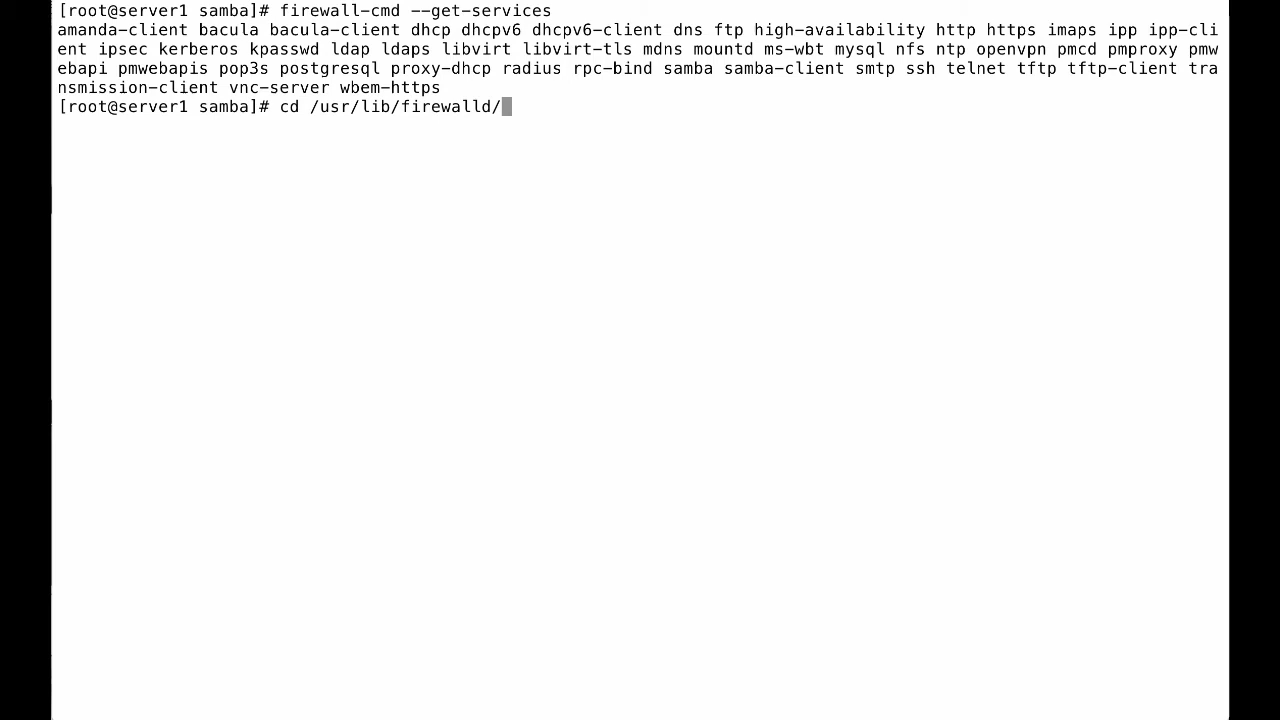 [root@server1 samba]# firewall-cmd --get-services
amanda-client bacula bacula-client dhcp dhcpv6 dhcpv6-client dns ftp high-availability http https imaps ipp ipp-cli
ent ipsec kerberos kpasswd ldap ldaps libvirt libvirt-tls mdns mountd ms-wbt mysql nfs ntp openvpn pmcd pmproxy pmw
ebapi pmwebapis pop3s postgresql proxy-dhcp radius rpc-bind samba samba-client smtp ssh telnet tftp tftp-client tra
nsmission-client vnc-server wbem-https
[root@server1 samba]# cd /usr/lib/firewalld/